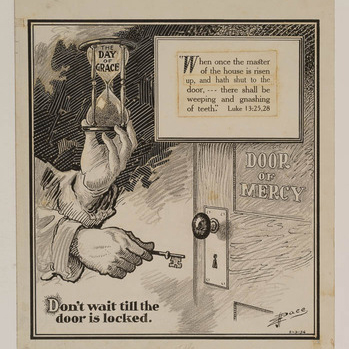 THE
DAY
OF
GRACE
"When once the master
of the house is risen
up, and hath shut to the
door, --- there shall be
weeping and gnashing
of teeth." Luke 13:25,28
DOOR
OF
MERCY
Don't wait till the
door is locked.
Pace